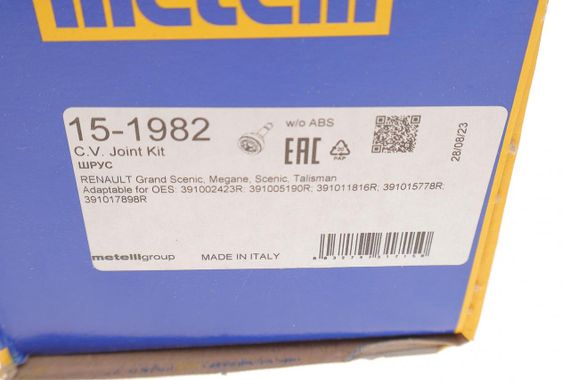 metelli
15-1982
w/o ABS
C.V. Joint Kit
ШРУС
EAC
PAP
28/08/23
RENAULT Grand Scenic, Megane, Scenic, Talisman
Adaptable for OES: 391002423R; 391005190R; 391011816R; 391015778R;
391017898R
metelligroup
MADE IN ITALY